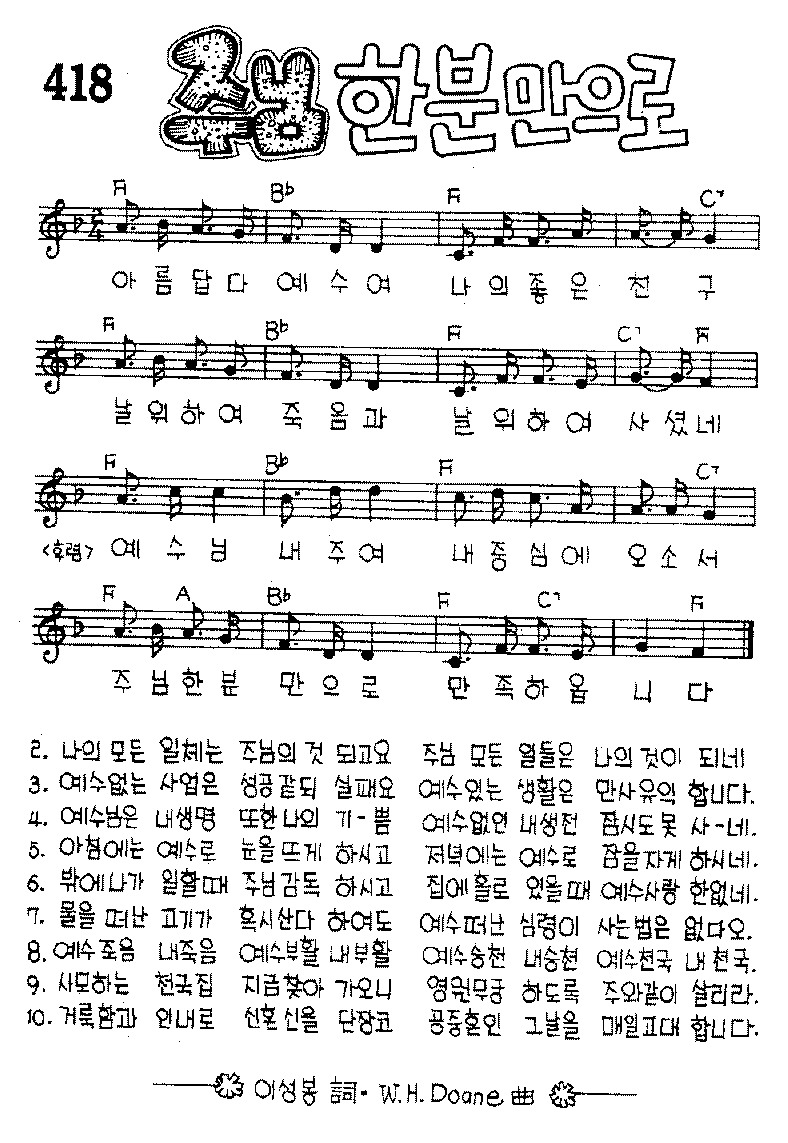 418 주님 한분만으로
F B♭ F C7
아름답다 예수여 나의좋은 친구
F B♭ F C7 F
날위하여 죽음과 날위하여 사셨네
F B♭ F C7
<후렴> 예수님 내주여 내중심에 오소서
F A B♭ F C7 F
주님한분 만으로 만족하옵니다
2. 나의 모든 일체는 주님의 것 되고요 주님 모든 열들은 나의 것이 되네
3. 예수없는 사업은 성공같되 실패요 예수있는 생활은 만사유익 합니다.
4. 예수님은 내생명 또한나의 기-쁨 예수없인 내생전 잠시도못 사-네.
5. 아침에는 예수로 눈을뜨게 하시고 저녁에는 예수로 잠을자게 하시네.
6. 밖에나가 일할때 주님감독 하시고 집에홀로 있을때 예수사랑 한없네.
7. 물을 떠난 고기가 혹시산다 하여도 예수떠난 심령이 사는법은 없다오.
8. 예수죽음 내죽음 예수부활 내부활 예수승천 내승천 예수천국 내천국.
9. 사모하는 천국집 지금찾아 가오니 영원무궁 하도록 주와같이 살리라.
10. 거룩함과 인내로 신혼신을 단장코 공중혼인 그날을 매일고대 합니다.
이성봉 詞· W.H. Doane 曲